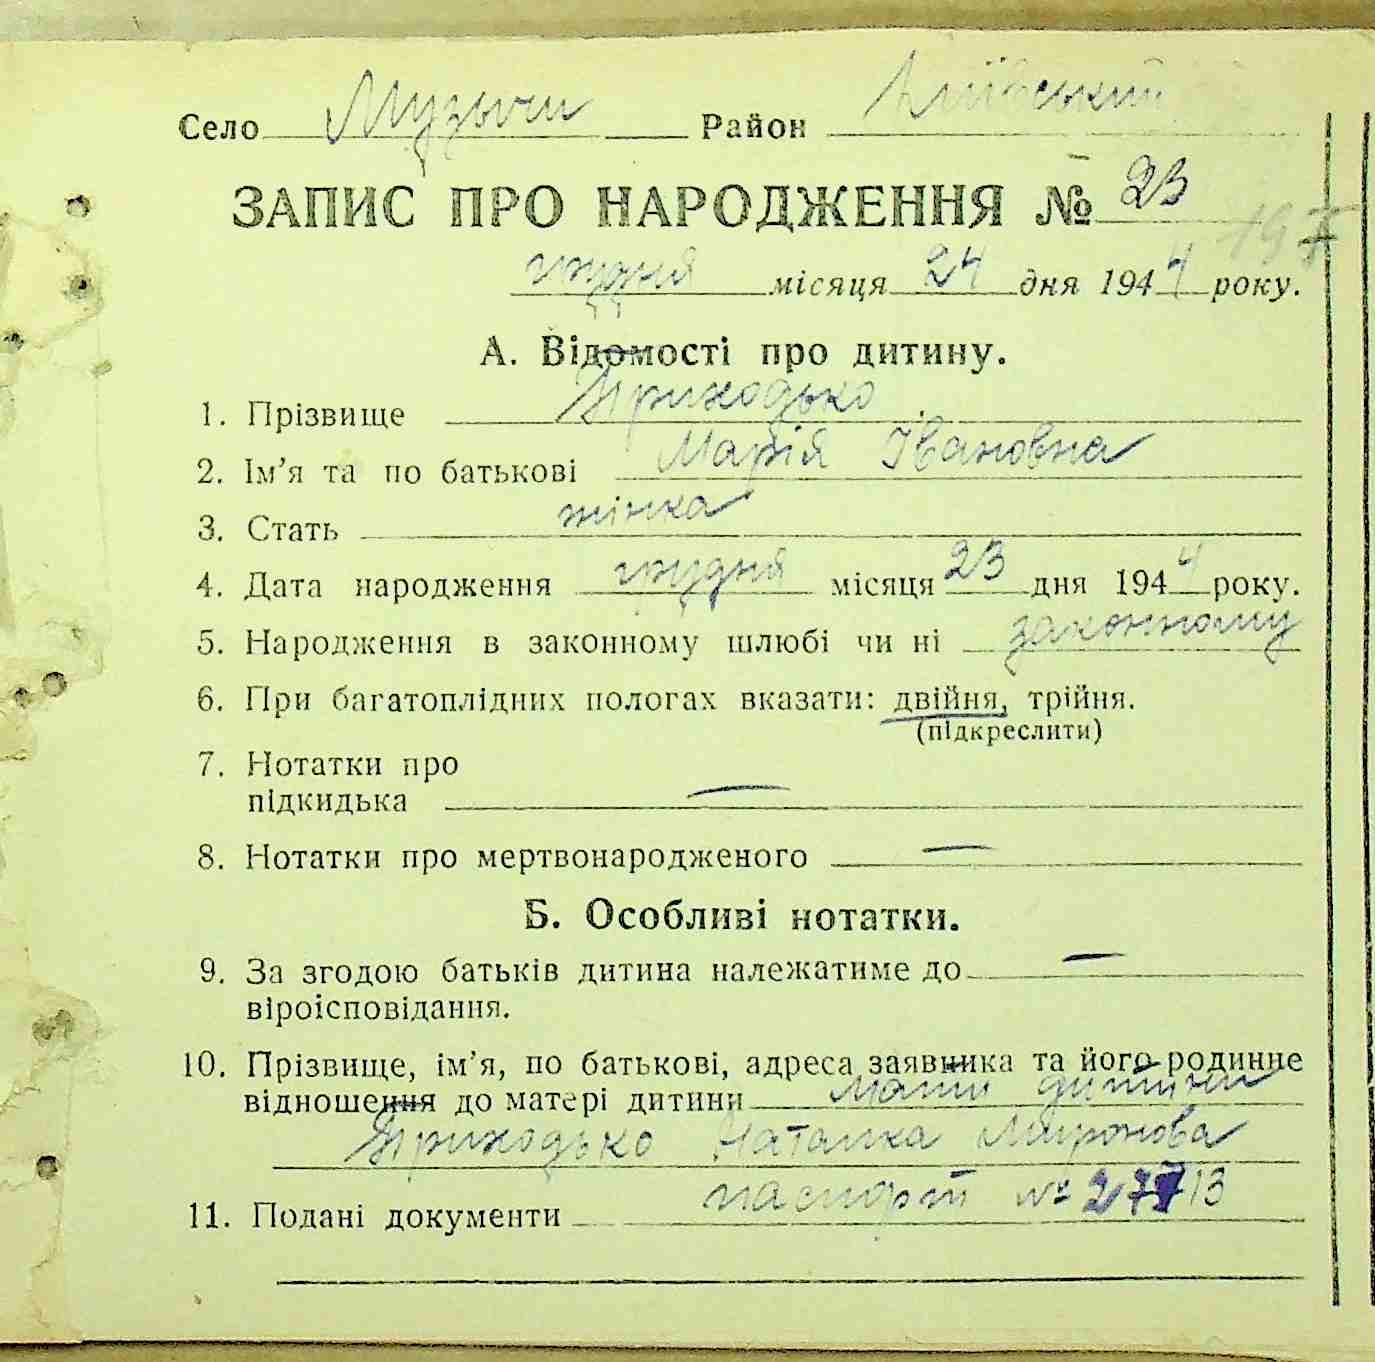 Село Музычи Район Київський
ЗАПИС ПРО НАРОДЖЕННЯ № 23
грудня місяця 24 дня 1944 року.
А. Відомості про дитину.
1. Прізвище Приходько
2. Ім'я та по батькові Марія Івановна
3. Стать жінка
4. Дата народження грудня місяця 23 дня 1944 року.
5. Народження в законному шлюбі чи ні законному
6. При багатоплідних пологах вказати: двійня, трійня.
(підкреслити)
7. Нотатки про
підкидька —
8. Нотатки про мертвонародженого —
Б. Особливі нотатки.
9. За згодою батьків дитина належатиме до —
віроісповідання.
10. Прізвище, ім'я, по батькові, адреса заявника та його родинне
відношення до матері дитини мати дитини
Приходько Наталка Миронова
11. Подані документи паспорт №